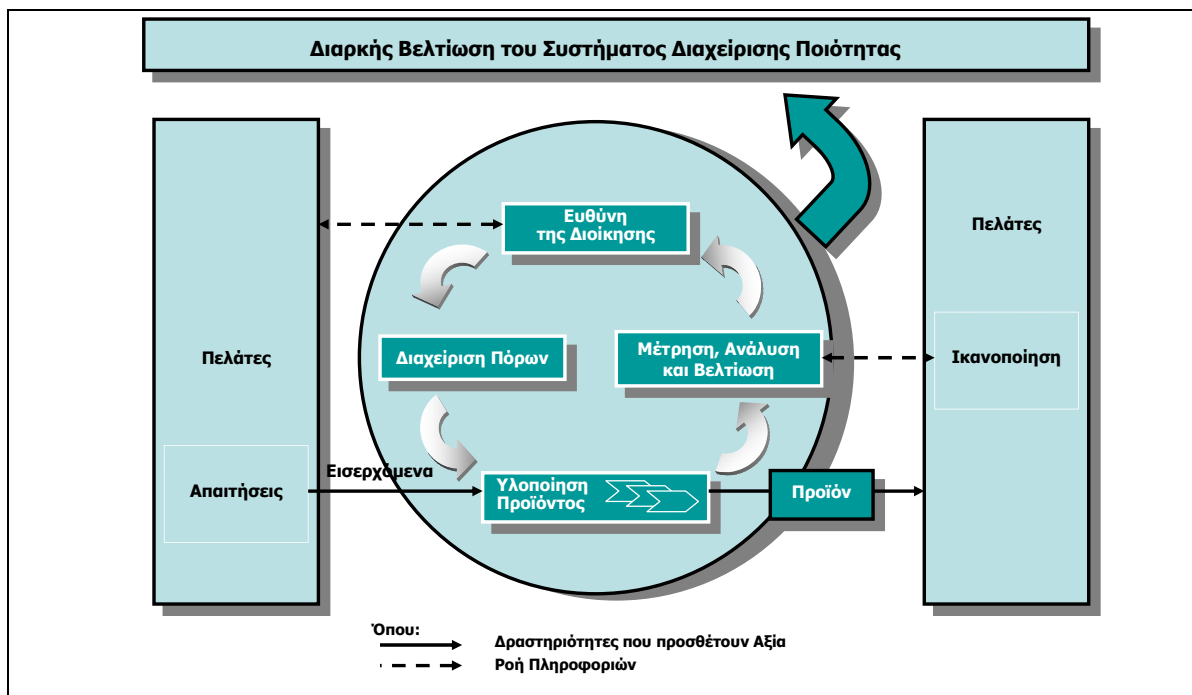 Διαρκής Βελτίωση του Συστήματος Διαχείρισης Ποιότητας
Πελάτες
Απαιτήσεις
Εισερχόμενα
Ευθύνη
της Διοίκησης
Διαχείριση Πόρων
Μέτρηση, Ανάλυση
και Βελτίωση
Υλοποίηση
Προϊόντος
Προϊόν
Πελάτες
Ικανοποίηση
Όπου:
Δραστηριότητες που προσθέτουν Αξία
Ροή Πληροφοριών